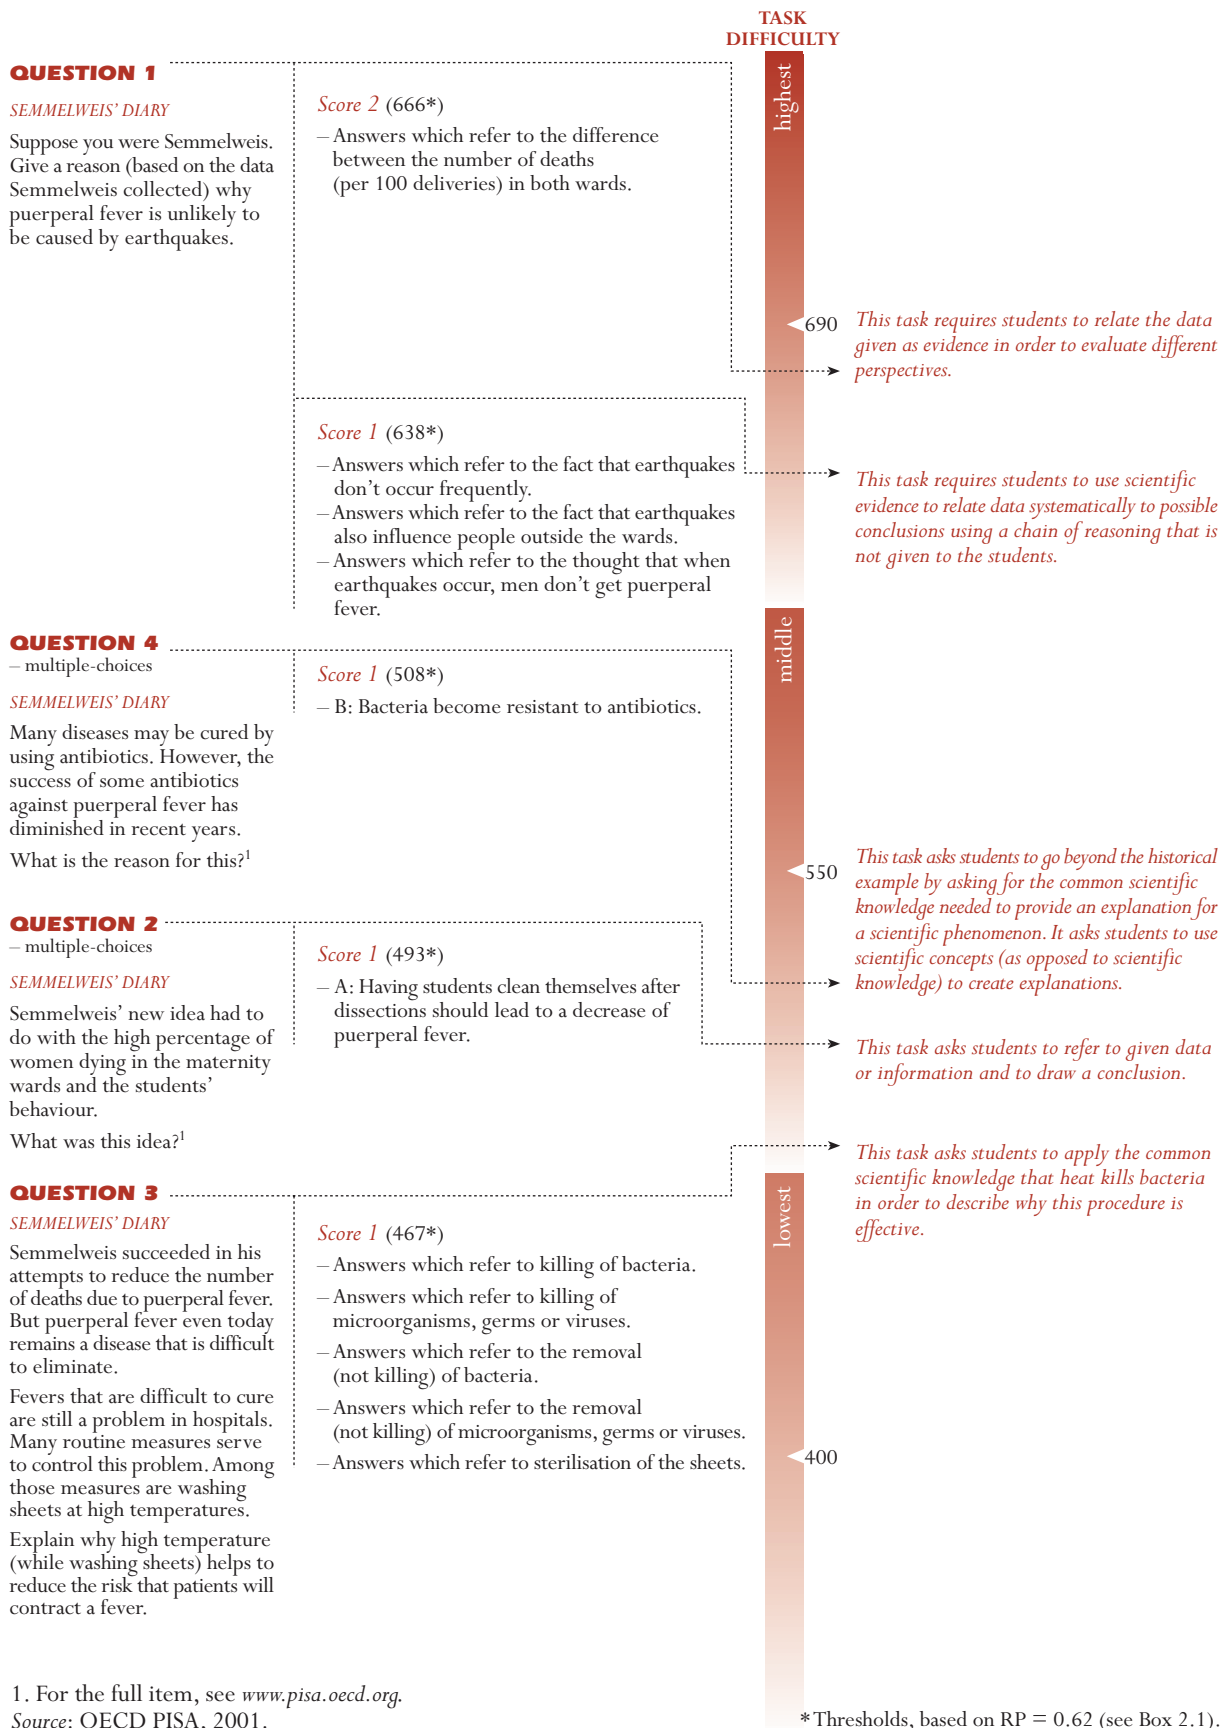 TASK
DIFFICULTY
highest
QUESTION 1
SEMMELWEIS' DIARY
Suppose you were Semmelweis.
Give a reason (based on the data
Semmelweis collected) why
puerperal fever is unlikely to
be caused by earthquakes.
Score 2 (666*)
– Answers which refer to the difference
between the number of deaths
(per 100 deliveries) in both wards.
690
This task requires students to relate the data
given as evidence in order to evaluate different
perspectives.
Score 1 (638*)
– Answers which refer to the fact that earthquakes
don't occur frequently.
– Answers which refer to the fact that earthquakes
also influence people outside the wards.
– Answers which refer to the thought that when
earthquakes occur, men don't get puerperal
fever.
This task requires students to use scientific
evidence to relate data systematically to possible
conclusions using a chain of reasoning that is
not given to the students.
middle
QUESTION 4
– multiple-choices
SEMMELWEIS' DIARY
Many diseases may be cured by
using antibiotics. However, the
success of some antibiotics
against puerperal fever has
diminished in recent years.
What is the reason for this?1
Score 1 (508*)
– B: Bacteria become resistant to antibiotics.
550
This task asks students to go beyond the historical
example by asking for the common scientific
knowledge needed to provide an explanation for
a scientific phenomenon. It asks students to use
scientific concepts (as opposed to scientific
knowledge) to create explanations.
QUESTION 2
– multiple-choices
SEMMELWEIS' DIARY
Semmelweis' new idea had to
do with the high percentage of
women dying in the maternity
wards and the students'
behaviour.
What was this idea?1
Score 1 (493*)
– A: Having students clean themselves after
dissections should lead to a decrease of
puerperal fever.
This task asks students to refer to given data
or information and to draw a conclusion.
This task asks students to apply the common
scientific knowledge that heat kills bacteria
in order to describe why this procedure is
effective.
lowest
QUESTION 3
SEMMELWEIS' DIARY
Semmelweis succeeded in his
attempts to reduce the number
of deaths due to puerperal fever.
But puerperal fever even today
remains a disease that is difficult
to eliminate.
Fevers that are difficult to cure
are still a problem in hospitals.
Many routine measures serve
to control this problem. Among
those measures are washing
sheets at high temperatures.
Explain why high temperature
(while washing sheets) helps to
reduce the risk that patients will
contract a fever.
Score 1 (467*)
– Answers which refer to killing of bacteria.
– Answers which refer to killing of
microorganisms, germs or viruses.
– Answers which refer to the removal
(not killing) of bacteria.
– Answers which refer to the removal
(not killing) of microorganisms, germs or viruses.
– Answers which refer to sterilisation of the sheets.
400
1. For the full item, see www.pisa.oecd.org.
Source: OECD PISA, 2001.
* Thresholds, based on RP = 0.62 (see Box 2.1).